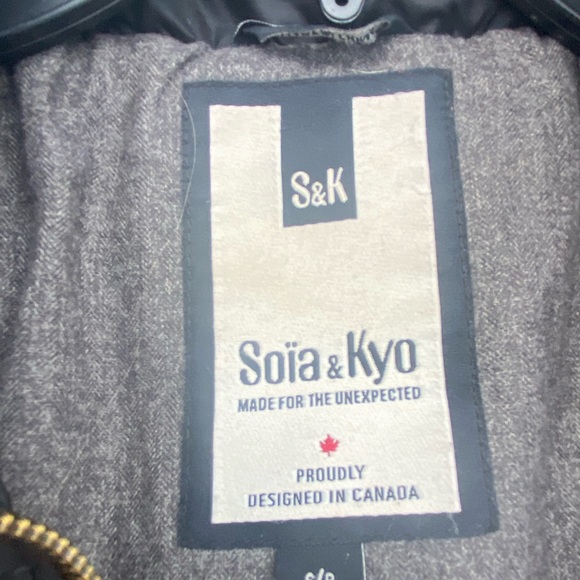 S&K
Soïa & Kyo
MADE FOR THE UNEXPECTED
PROUDLY
DESIGNED IN CANADA